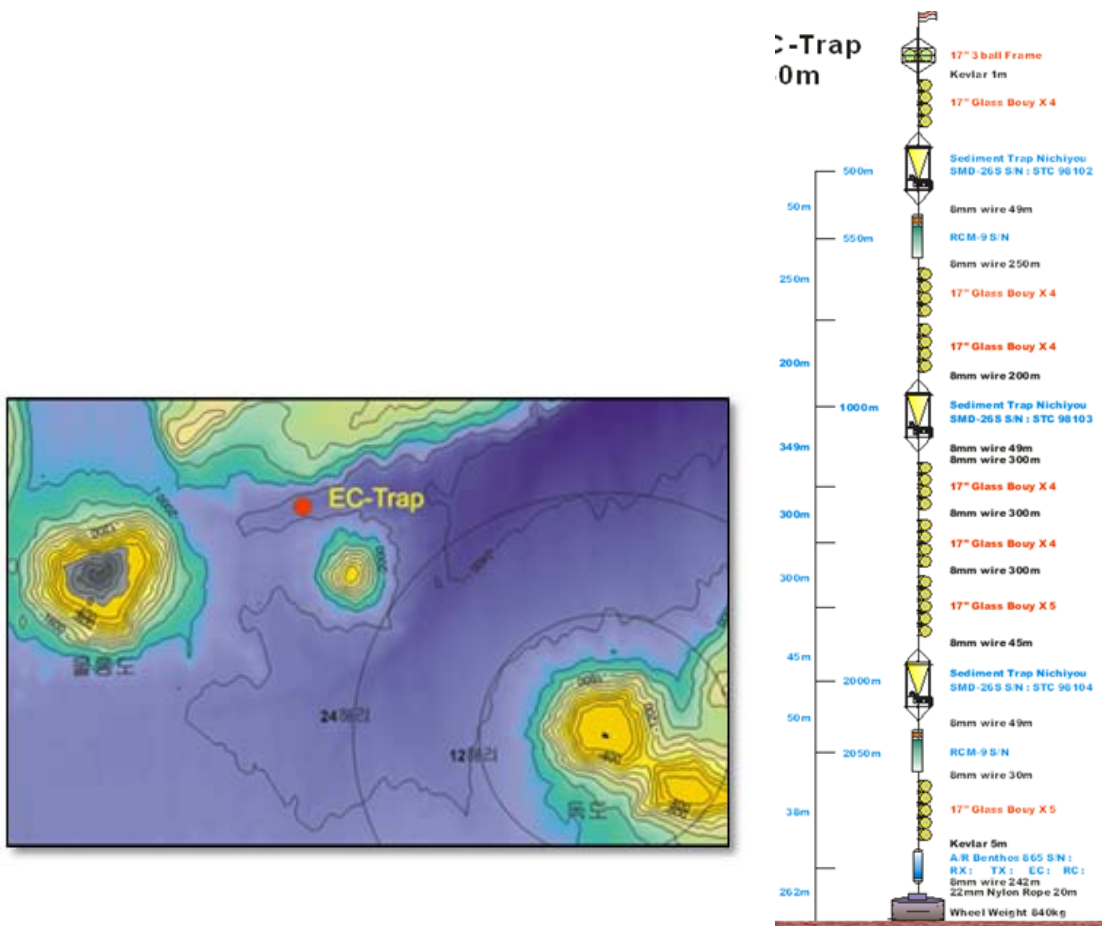 C-Trap
0m
17" 3 ball Frame
Kevlar 1m
17" Glass Bouy X 4
Sediment Trap Nichiyou
SMD-26S S/N : STC 98102
500m
8mm wire 49m
50m
RCM-9 S/N
550m
8mm wire 250m
250m
17" Glass Bouy X 4
17" Glass Bouy X 4
200m
8mm wire 200m
1000m
Sediment Trap Nichiyou
SMD-26S S/N : STC 98103
349m
8mm wire 49m
8mm wire 300m
17" Glass Bouy X 4
300m
8mm wire 300m
17" Glass Bouy X 4
8mm wire 300m
300m
17" Glass Bouy X 5
8mm wire 45m
45m
Sediment Trap Nichiyou
2000m
SMD-26S S/N : STC 98104
50m
8mm wire 49m
2050m
RCM-9 S/N
8mm wire 30m
38m
17" Glass Bouy X 5
Kevlar 5m
A/R Benthos 865 S/N :
RX : TX : EC : RC :
8mm wire 242m
262m
22mm Nylon Rope 20m
Wheel Weight 840kg
EC-Trap
2000
1200
2000
울릉도
24해리
12해리
독도